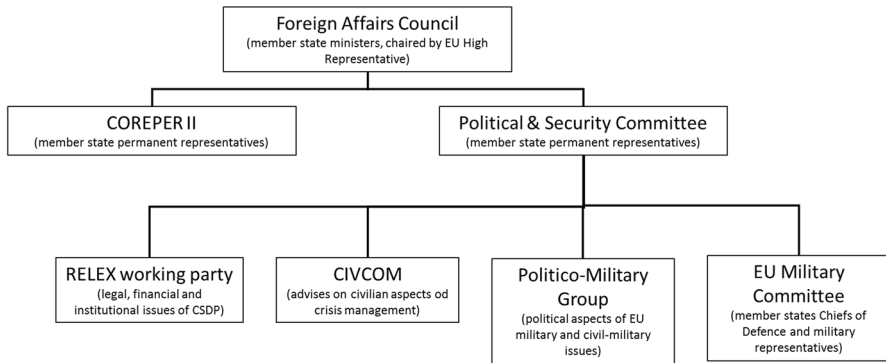 Foreign Affairs Council
(member state ministers, chaired by EU High
Representative)
COREPER II
(member state permanent representatives)
Political & Security Committee
(member state permanent representatives)
RELEX working party
(legal, financial and
institutional issues of CSDP)
CIVCOM
(advises on civilian aspects od
crisis management)
Politico-Military
Group
(political aspects of EU
military and civil-military
issues)
EU Military
Committee
(member states Chiefs of
Defence and military
representatives)